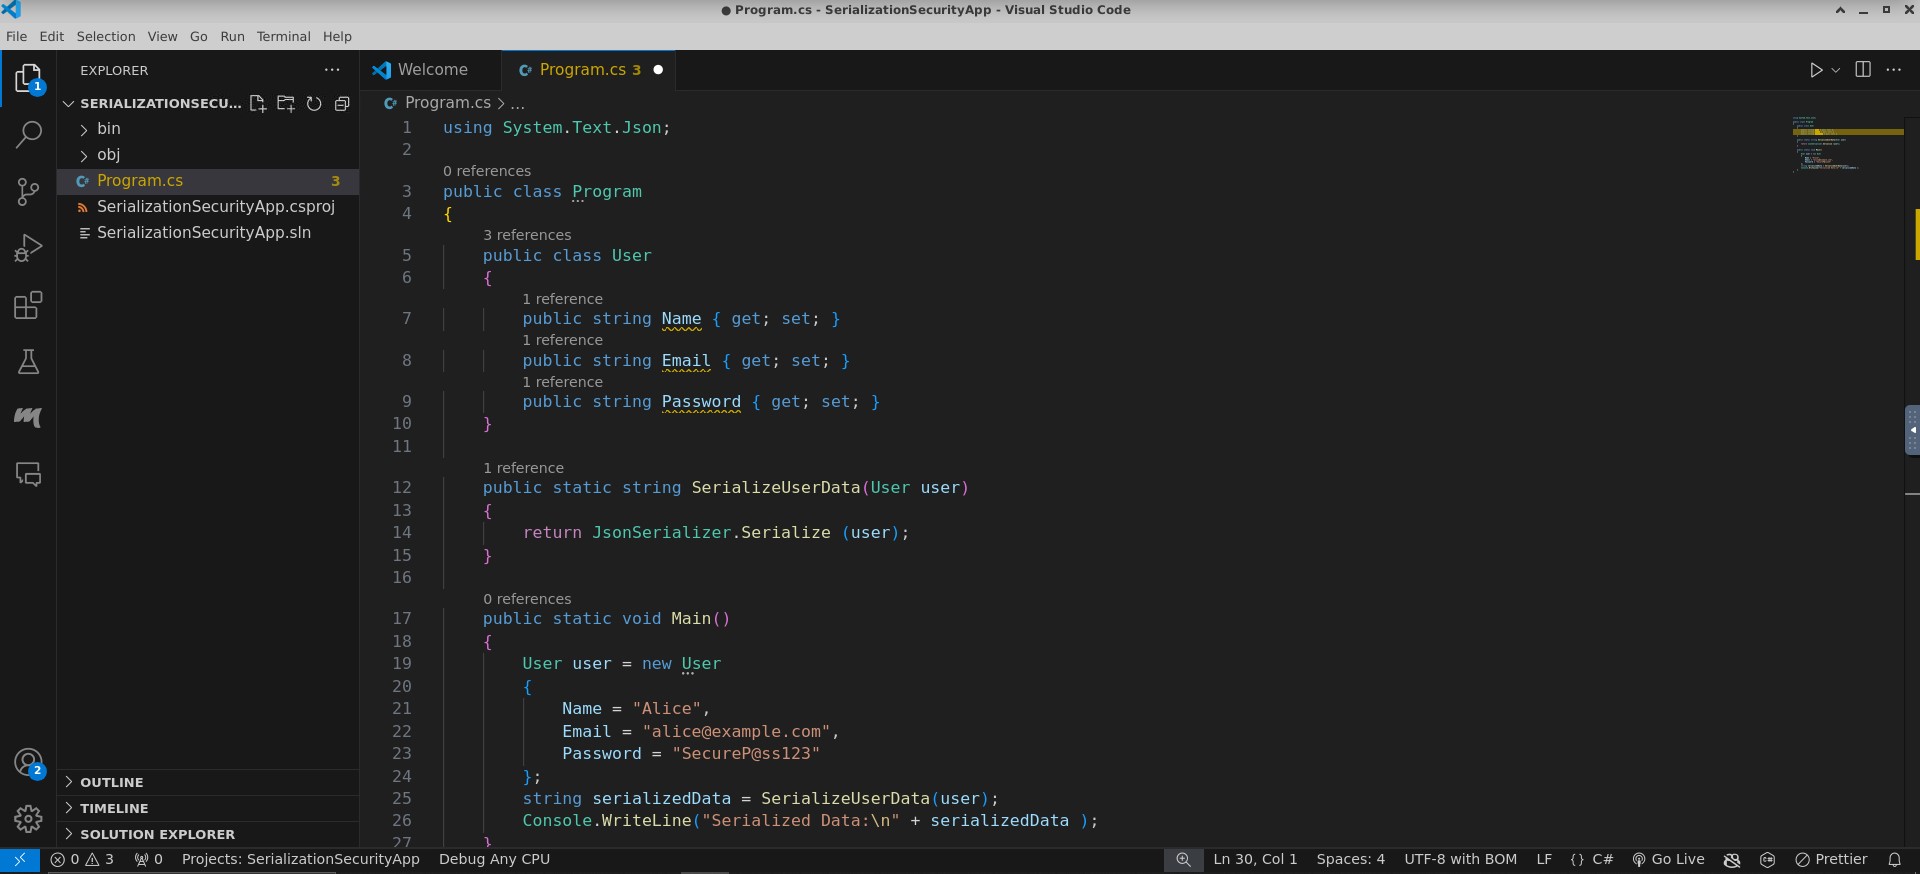 Program.cs - SerializationSecurityApp - Visual Studio Code
File Edit Selection View Go Run Terminal Help
1
EXPLORER
SERIALIZATIONSECU...
bin
obj
Program.cs 3
SerializationSecurityApp.csproj
SerializationSecurityApp.sln
2
OUTLINE
TIMELINE
SOLUTION EXPLORER
Welcome
Program.cs 3
Program.cs > ...
1 using System.Text.Json;
2
0 references
3 public class Program
4 {
3 references
5 public class User
6 {
1 reference
7 public string Name { get; set; }
1 reference
8 public string Email { get; set; }
1 reference
9 public string Password { get; set; }
10 }
11
1 reference
12 public static string SerializeUserData(User user)
13 {
14 return JsonSerializer.Serialize (user);
15 }
16
0 references
17 public static void Main()
18 {
19 User user = new User
20 {
21 Name = "Alice",
22 Email = "alice@example.com",
23 Password = "SecureP@ss123"
24 };
25 string serializedData = SerializeUserData(user);
26 Console.WriteLine("Serialized Data:\n" + serializedData );
27 }
0 3 0 Projects: SerializationSecurityApp Debug Any CPU Ln 30, Col 1 Spaces: 4 UTF-8 with BOM LF {} C# Go Live Prettier